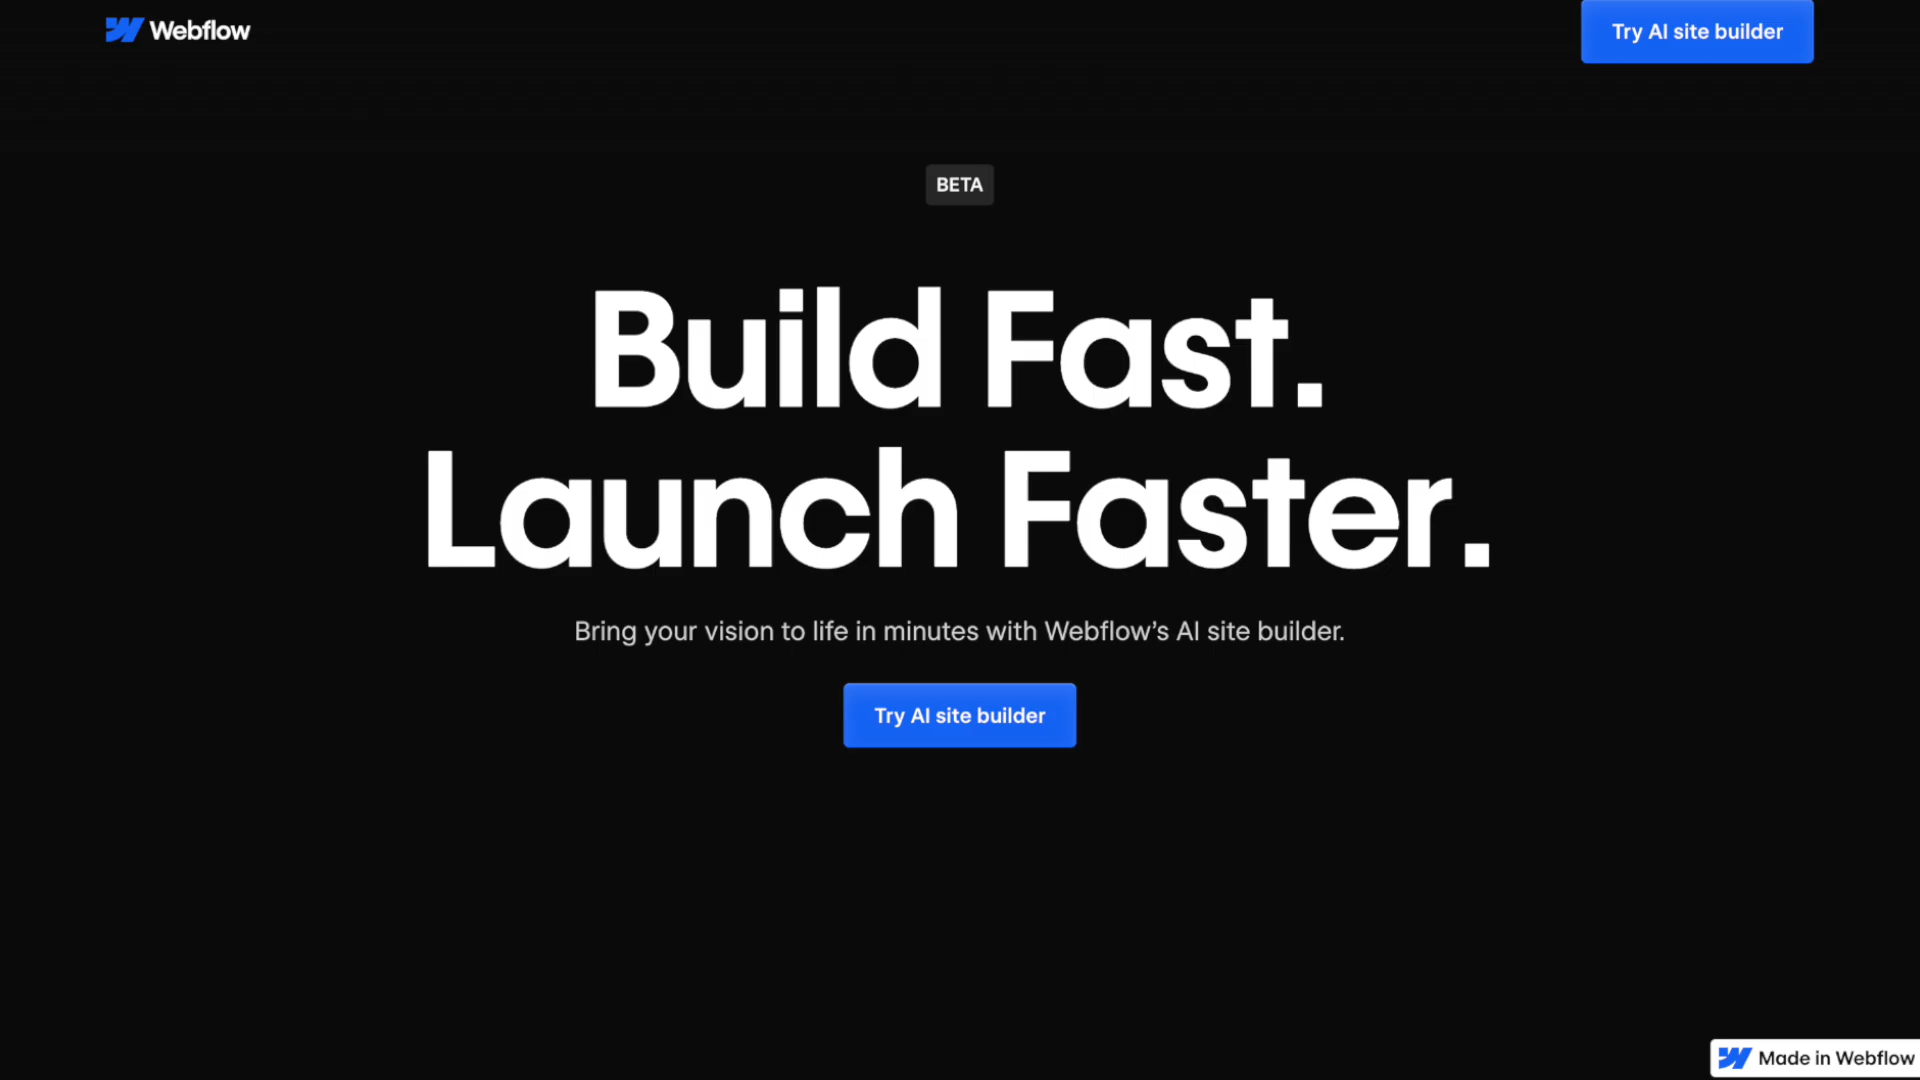 Webflow
Try AI site builder
BETA
Build Fast.
Launch Faster.
Bring your vision to life in minutes with Webflow’s AI site builder.
Try AI site builder
Made in Webflow